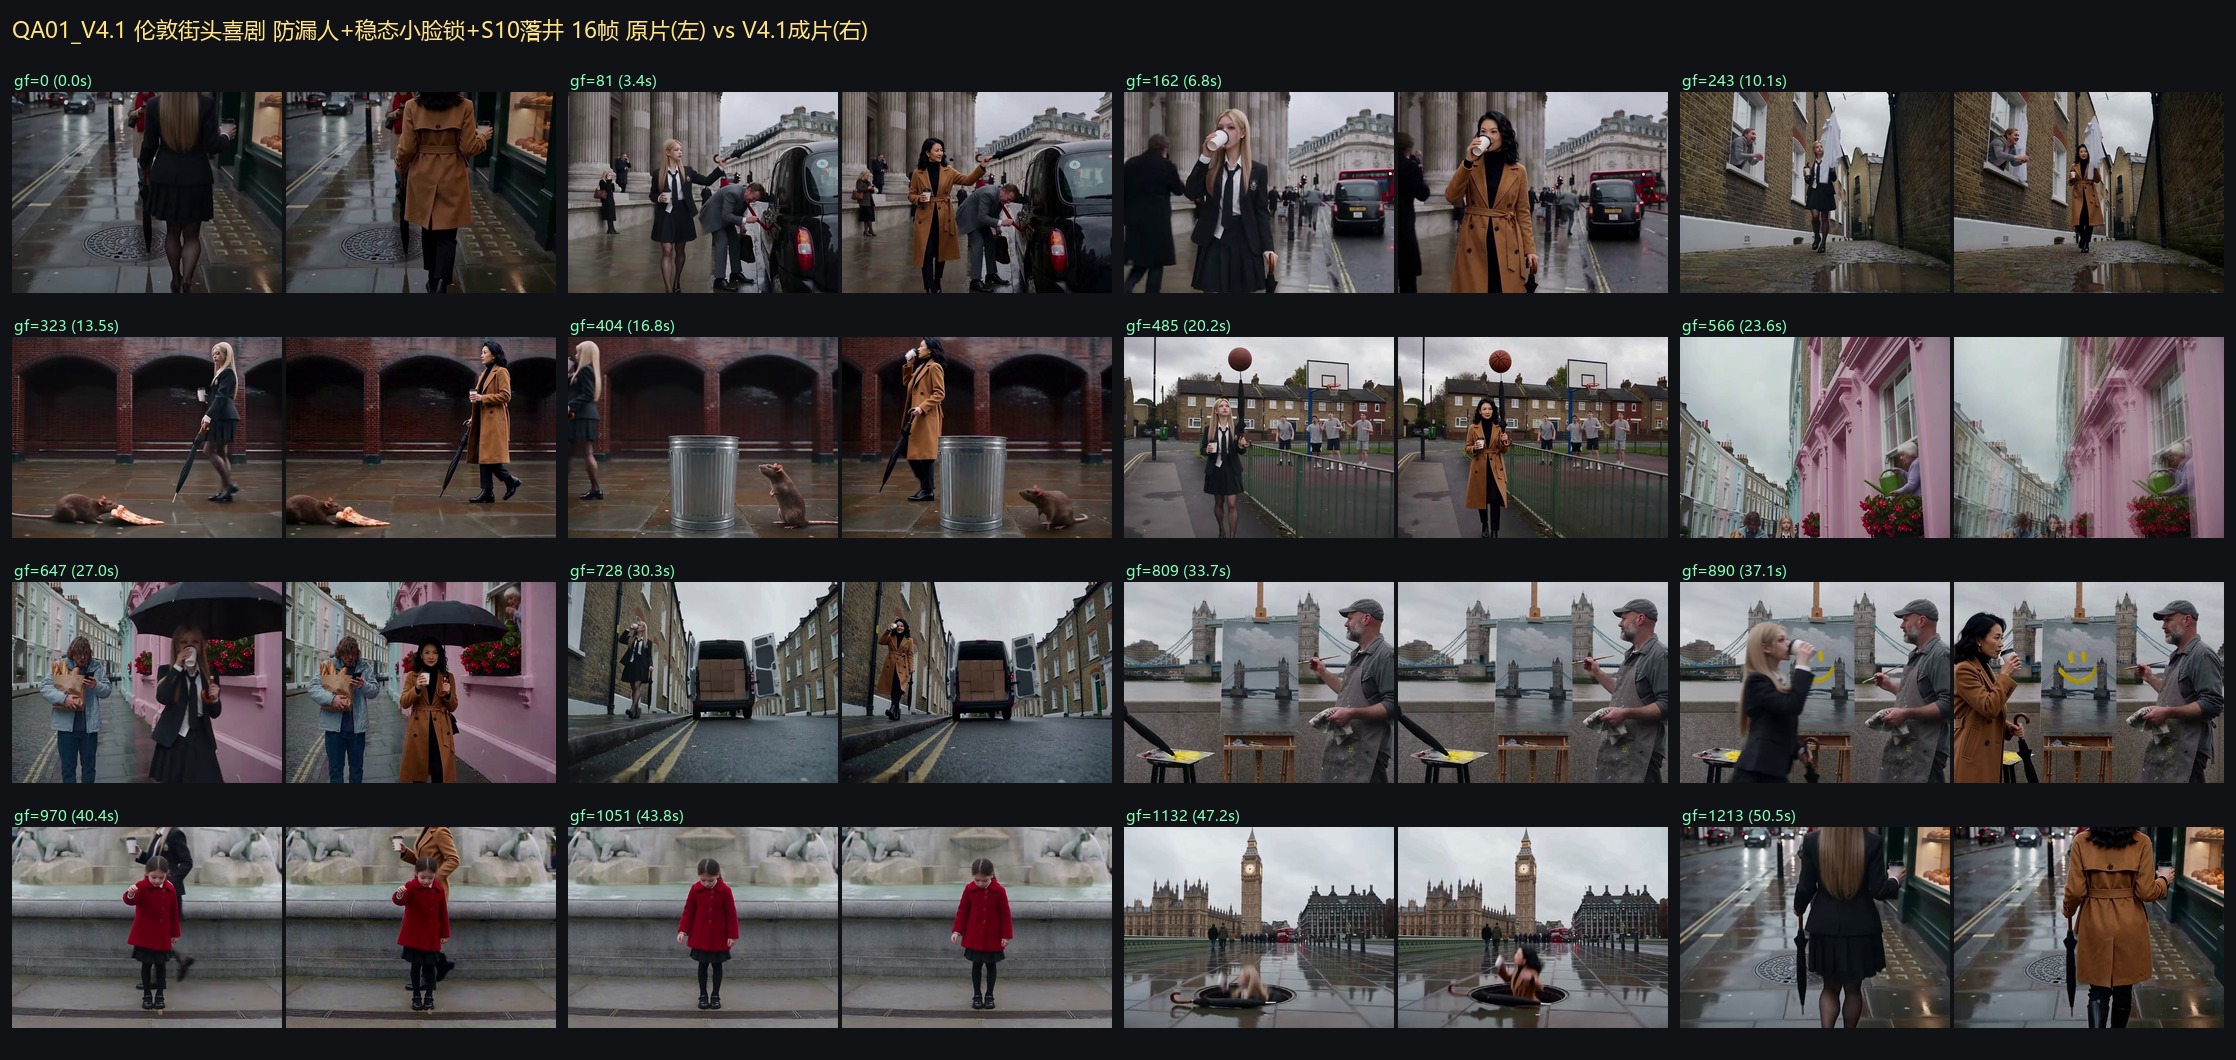 QA01_V4.1 伦敦街头喜剧 防漏人+稳态小脸锁+S10落井 16帧 原片(左) vs V4.1成片(右)
gf=0 (0.0s)
gf=81 (3.4s)
gf=162 (6.8s)
gf=243 (10.1s)
gf=323 (13.5s)
gf=404 (16.8s)
gf=485 (20.2s)
gf=566 (23.6s)
gf=647 (27.0s)
gf=728 (30.3s)
gf=809 (33.7s)
gf=890 (37.1s)
gf=970 (40.4s)
gf=1051 (43.8s)
gf=1132 (47.2s)
gf=1213 (50.5s)